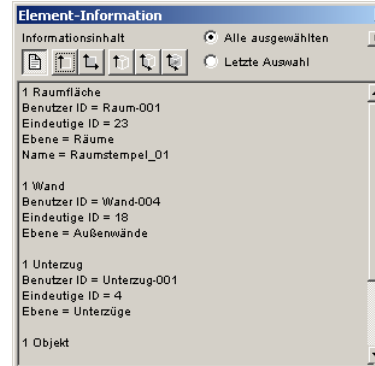 Element-Information
Informationsinhalt
Alle ausgewählten
Letzte Auswahl
1 Raumfläche
Benutzer ID = Raum-001
Eindeutige ID = 23
Ebene = Räume
Name = Raumstempel_01
1 Wand
Benutzer ID = Wand-004
Eindeutige ID = 18
Ebene = Außenwände
1 Unterzug
Benutzer ID = Unterzug-001
Eindeutige ID = 4
Ebene = Unterzüge
1 Objekt